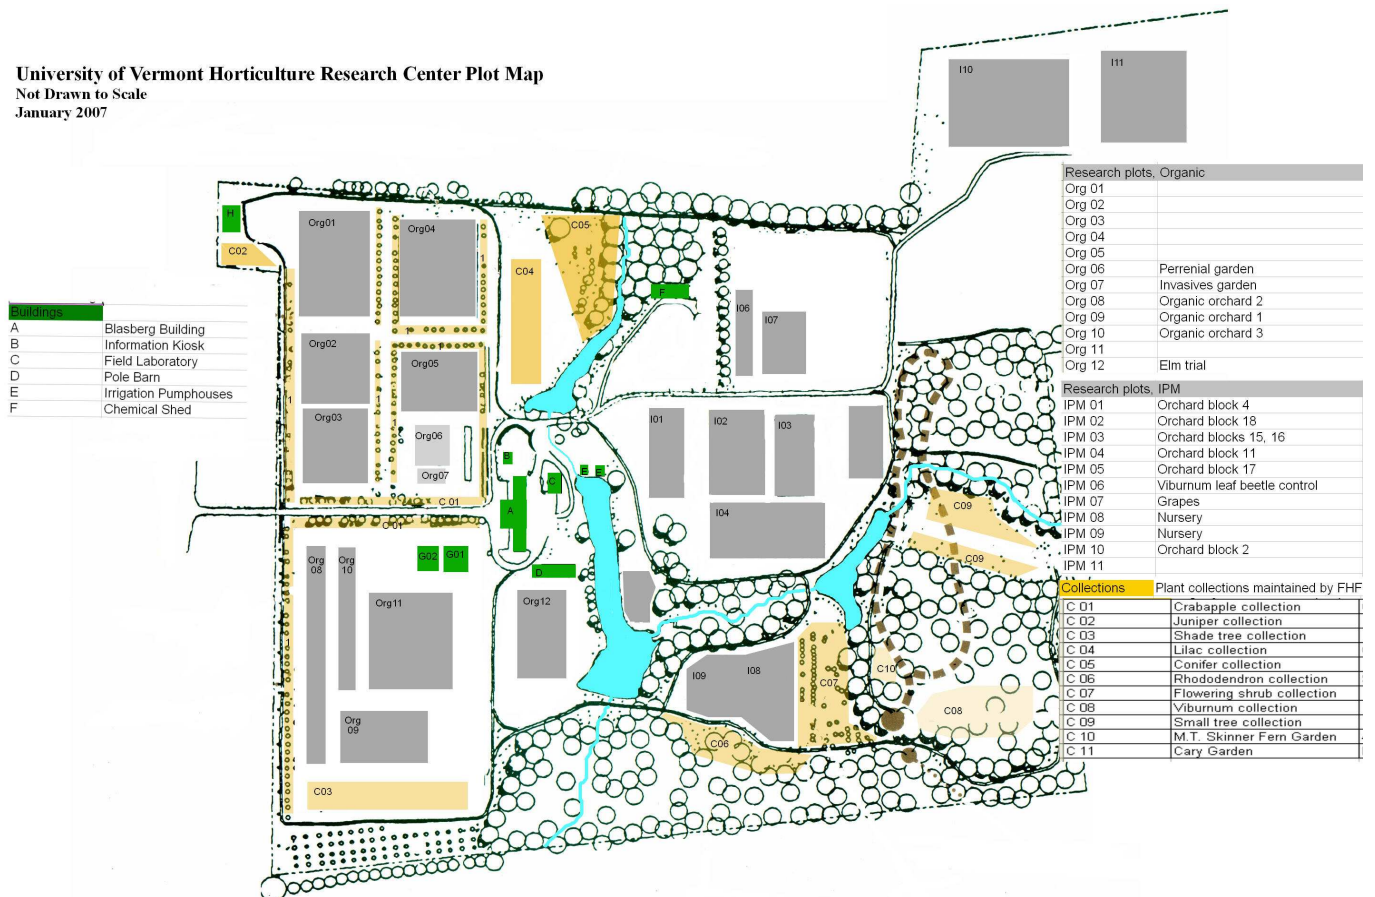 University of Vermont Horticulture Research Center Plot Map
Not Drawn to Scale
January 2007
I10
I11
Research plots, Organic
Org 01
Org 02
Org 03
Org 04
Org 05
Org 06 Perrenial garden
Org 07 Invasives garden
Org 08 Organic orchard 2
Org 09 Organic orchard 1
Org 10 Organic orchard 3
Org 11
Org 12 Elm trial
Research plots, IPM
IPM 01 Orchard block 4
IPM 02 Orchard block 18
IPM 03 Orchard blocks 15, 16
IPM 04 Orchard block 11
IPM 05 Orchard block 17
IPM 06 Viburnum leaf beetle control
IPM 07 Grapes
IPM 08 Nursery
IPM 09 Nursery
IPM 10 Orchard block 2
IPM 11
Collections Plant collections maintained by FHF
C 01 Crabapple collection
C 02 Juniper collection
C 03 Shade tree collection
C 04 Lilac collection
C 05 Conifer collection
C 06 Rhododendron collection
C 07 Flowering shrub collection
C 08 Viburnum collection
C 09 Small tree collection
C 10 M.T. Skinner Fern Garden
C 11 Cary Garden
Buildings
A Blasberg Building
B Information Kiosk
C Field Laboratory
D Pole Barn
E Irrigation Pumphouses
F Chemical Shed
H
C02
Org01
Org04
C04
C05
F
I06
I07
1
1
1
1
Org02
Org05
Org03
Org06
Org07
I01
I02
I03
B
C
E
E
A
C 01
C 01
I04
C09
C09
Org 08
Org 10
G02
G01
D
Org11
Org12
1
Org 09
I09
I08
C07
C10
C08
C06
C03